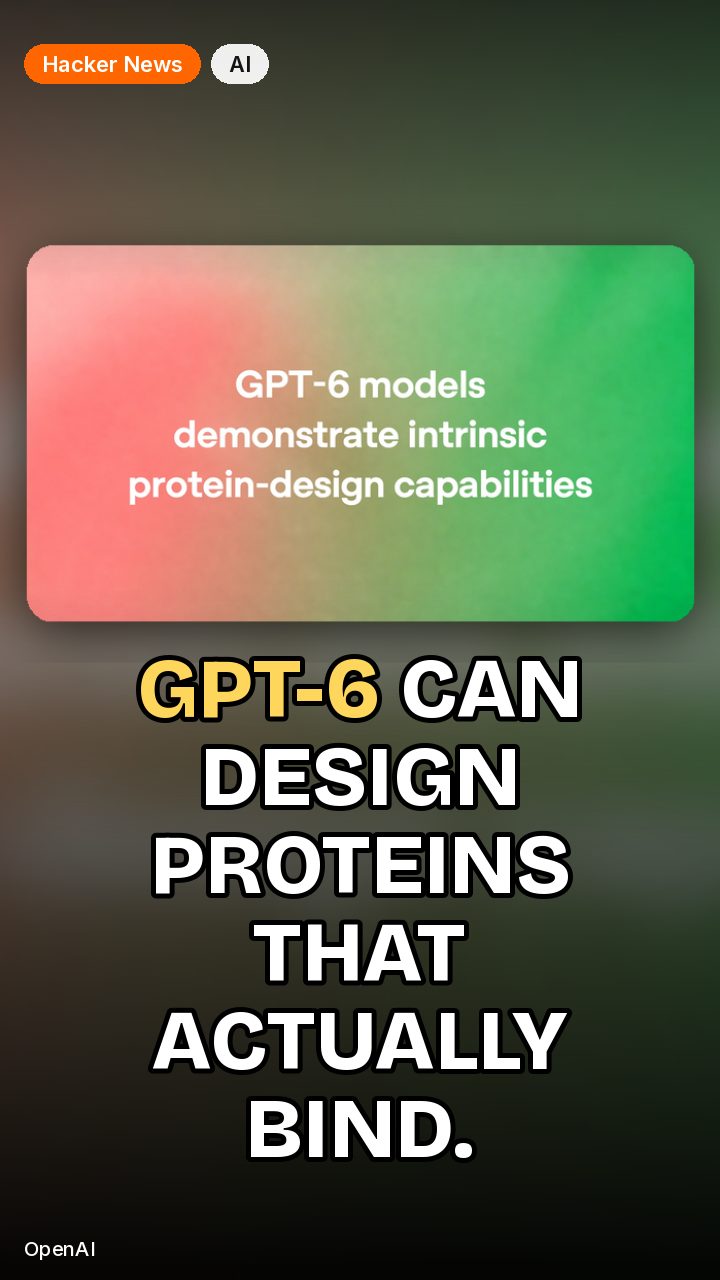 Hacker News AI
GPT-6 models
demonstrate intrinsic
protein-design capabilities
GPT-6 CAN
DESIGN
PROTEINS
THAT
ACTUALLY
BIND.
OpenAI